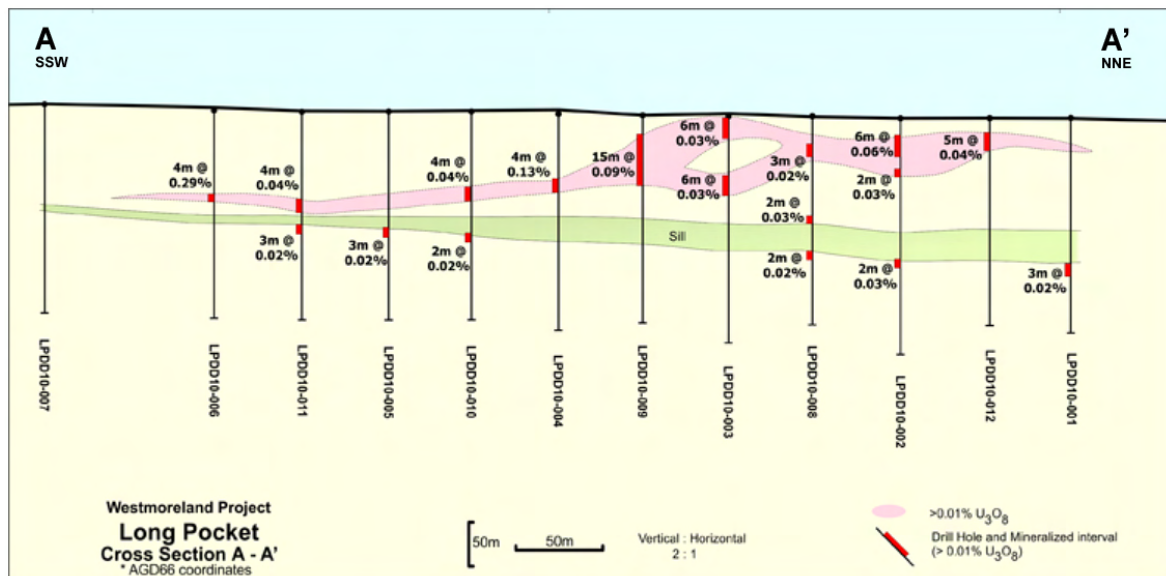 A
SSW
A'
NNE
4m @
0.29%
4m @
0.04%
3m @
0.02%
3m @
0.02%
4m @
0.04%
2m @
0.02%
4m @
0.13%
15m @
0.09%
6m @
0.03%
6m @
0.03%
3m @
0.02%
2m @
0.03%
2m @
0.02%
6m @
0.06%
2m @
0.03%
2m @
0.03%
5m @
0.04%
3m @
0.02%
Sill
LPDD10-007
LPDD10-006
LPDD10-011
LPDD10-005
LPDD10-010
LPDD10-004
LPDD10-009
LPDD10-003
LPDD10-008
LPDD10-002
LPDD10-012
LPDD10-001
Westmoreland Project
Long Pocket
Cross Section A - A'
* AGD66 coordinates
50m
50m
Vertical : Horizontal
2 : 1
>0.01% U₃O₈
Drill Hole and Mineralized interval
(> 0.01% U₃O₈)